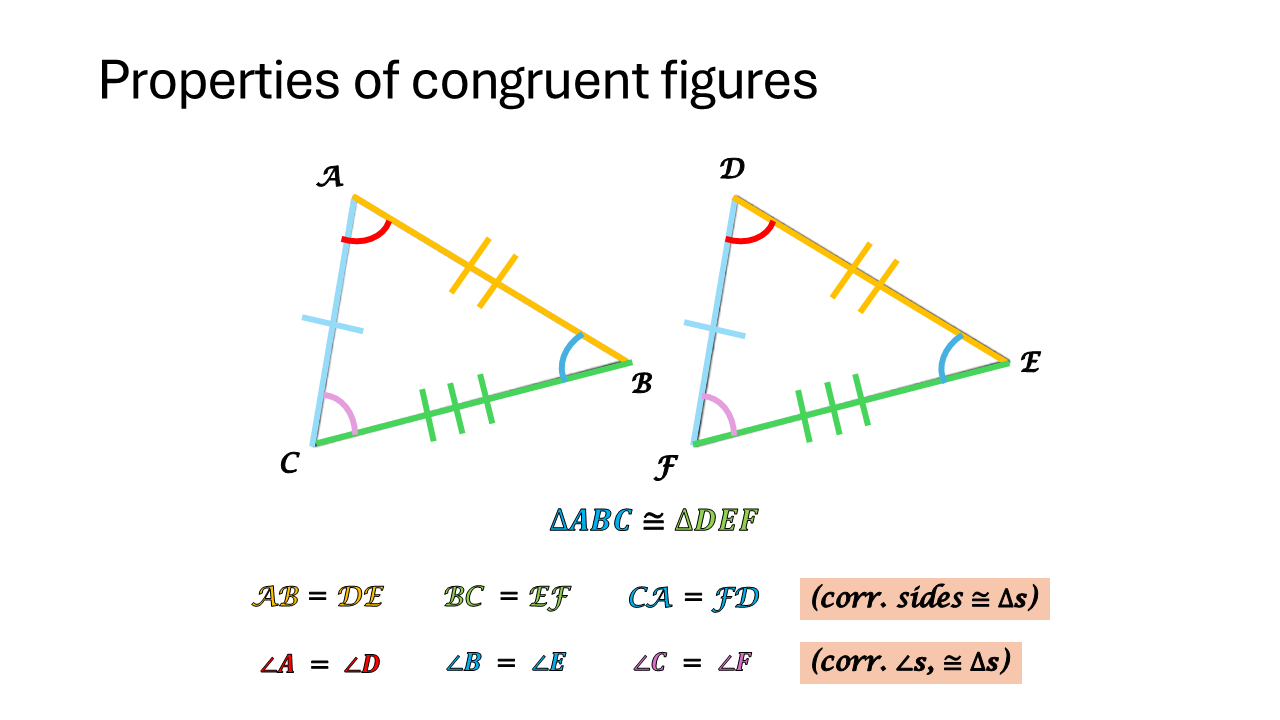 Properties of congruent figures
A
D
B
E
C
F
ΔABC ≅ ΔDEF
AB = DE BC = EF CA = FD (corr. sides ≅ Δs)
∠A = ∠D ∠B = ∠E ∠C = ∠F (corr. ∠s, ≅ Δs)